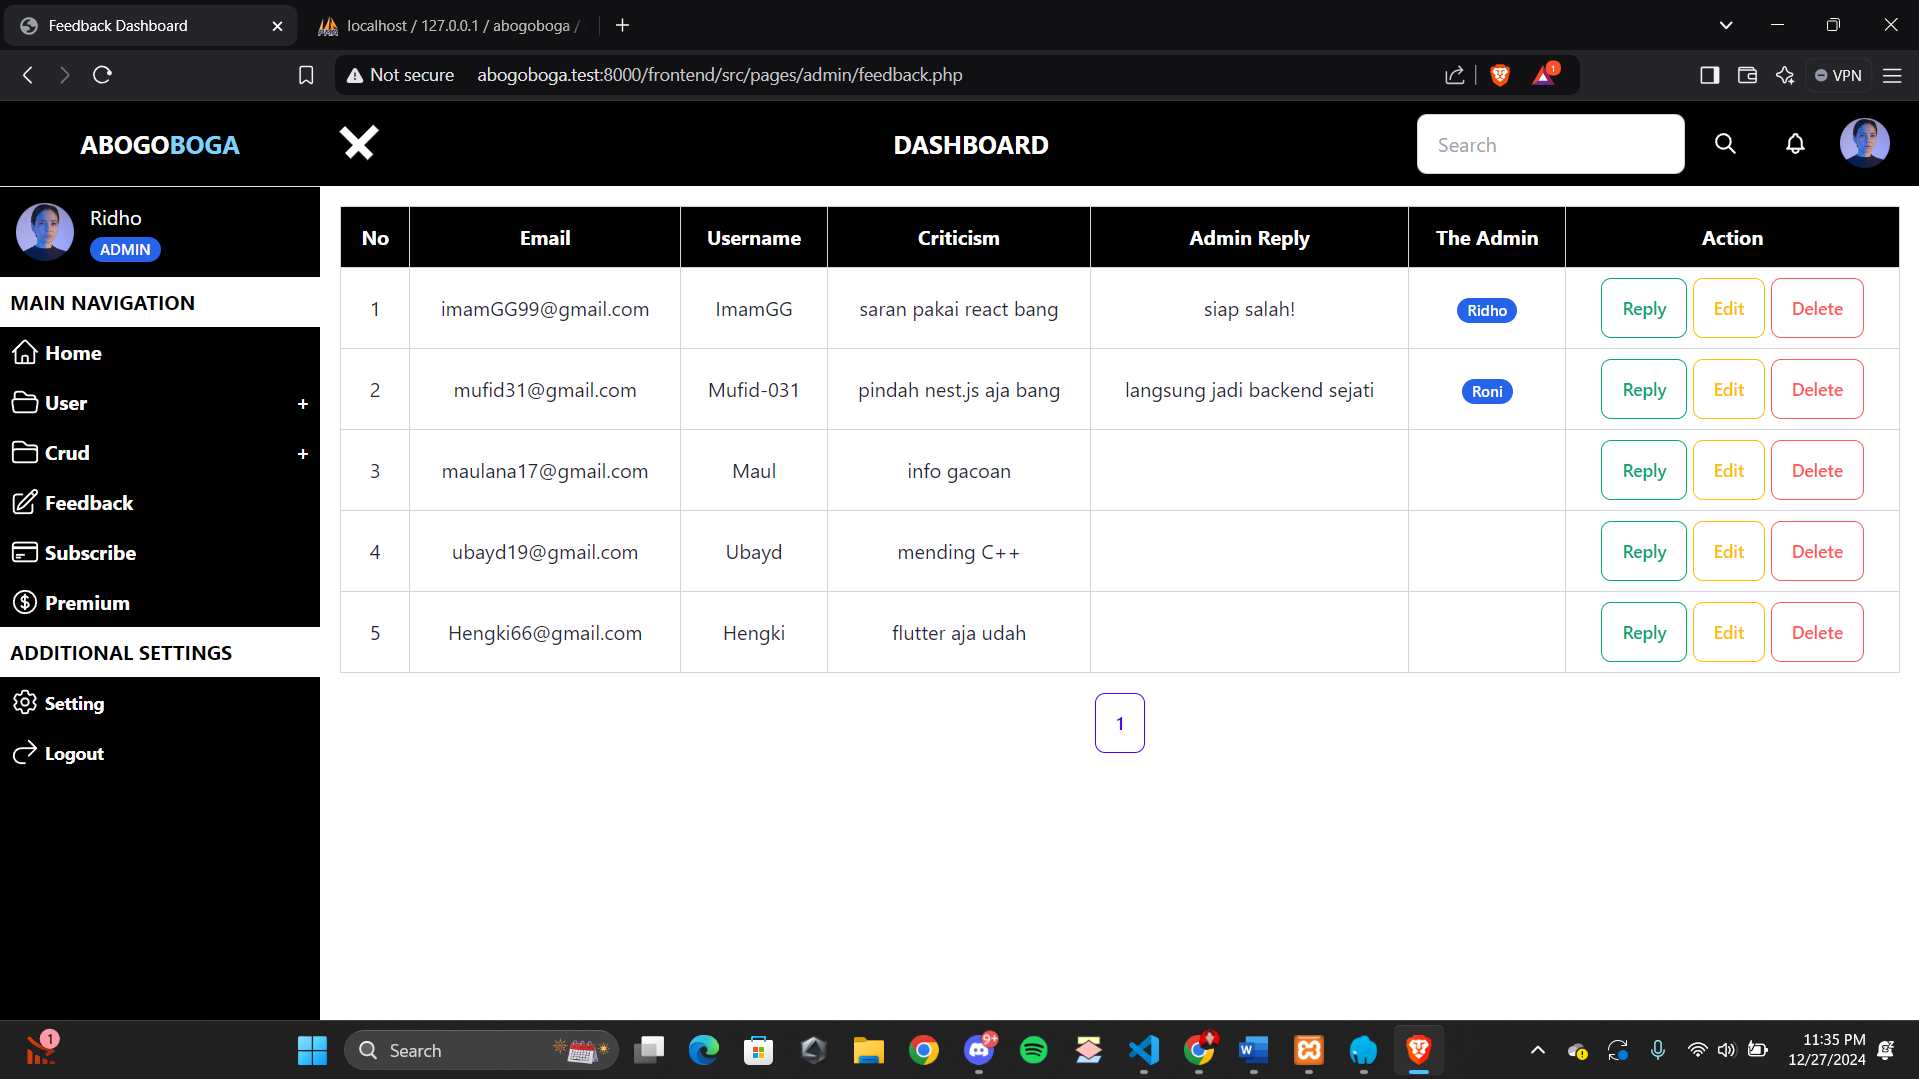 Feedback Dashboard
localhost / 127.0.0.1 / abogoboga /
Not secure abogoboga.test:8000/frontend/src/pages/admin/feedback.php
1
VPN
ABOGOBOGA
DASHBOARD
Search
Ridho
ADMIN
MAIN NAVIGATION
Home
User +
Crud +
Feedback
Subscribe
Premium
ADDITIONAL SETTINGS
Setting
Logout
No Email Username Criticism Admin Reply The Admin Action
1 imamGG99@gmail.com ImamGG saran pakai react bang siap salah! Ridho Reply Edit Delete
2 mufid31@gmail.com Mufid-031 pindah nest.js aja bang langsung jadi backend sejati Roni Reply Edit Delete
3 maulana17@gmail.com Maul info gacoan Reply Edit Delete
4 ubayd19@gmail.com Ubayd mending C++ Reply Edit Delete
5 Hengki66@gmail.com Hengki flutter aja udah Reply Edit Delete
1
1
Search
9+
11:35 PM
12/27/2024